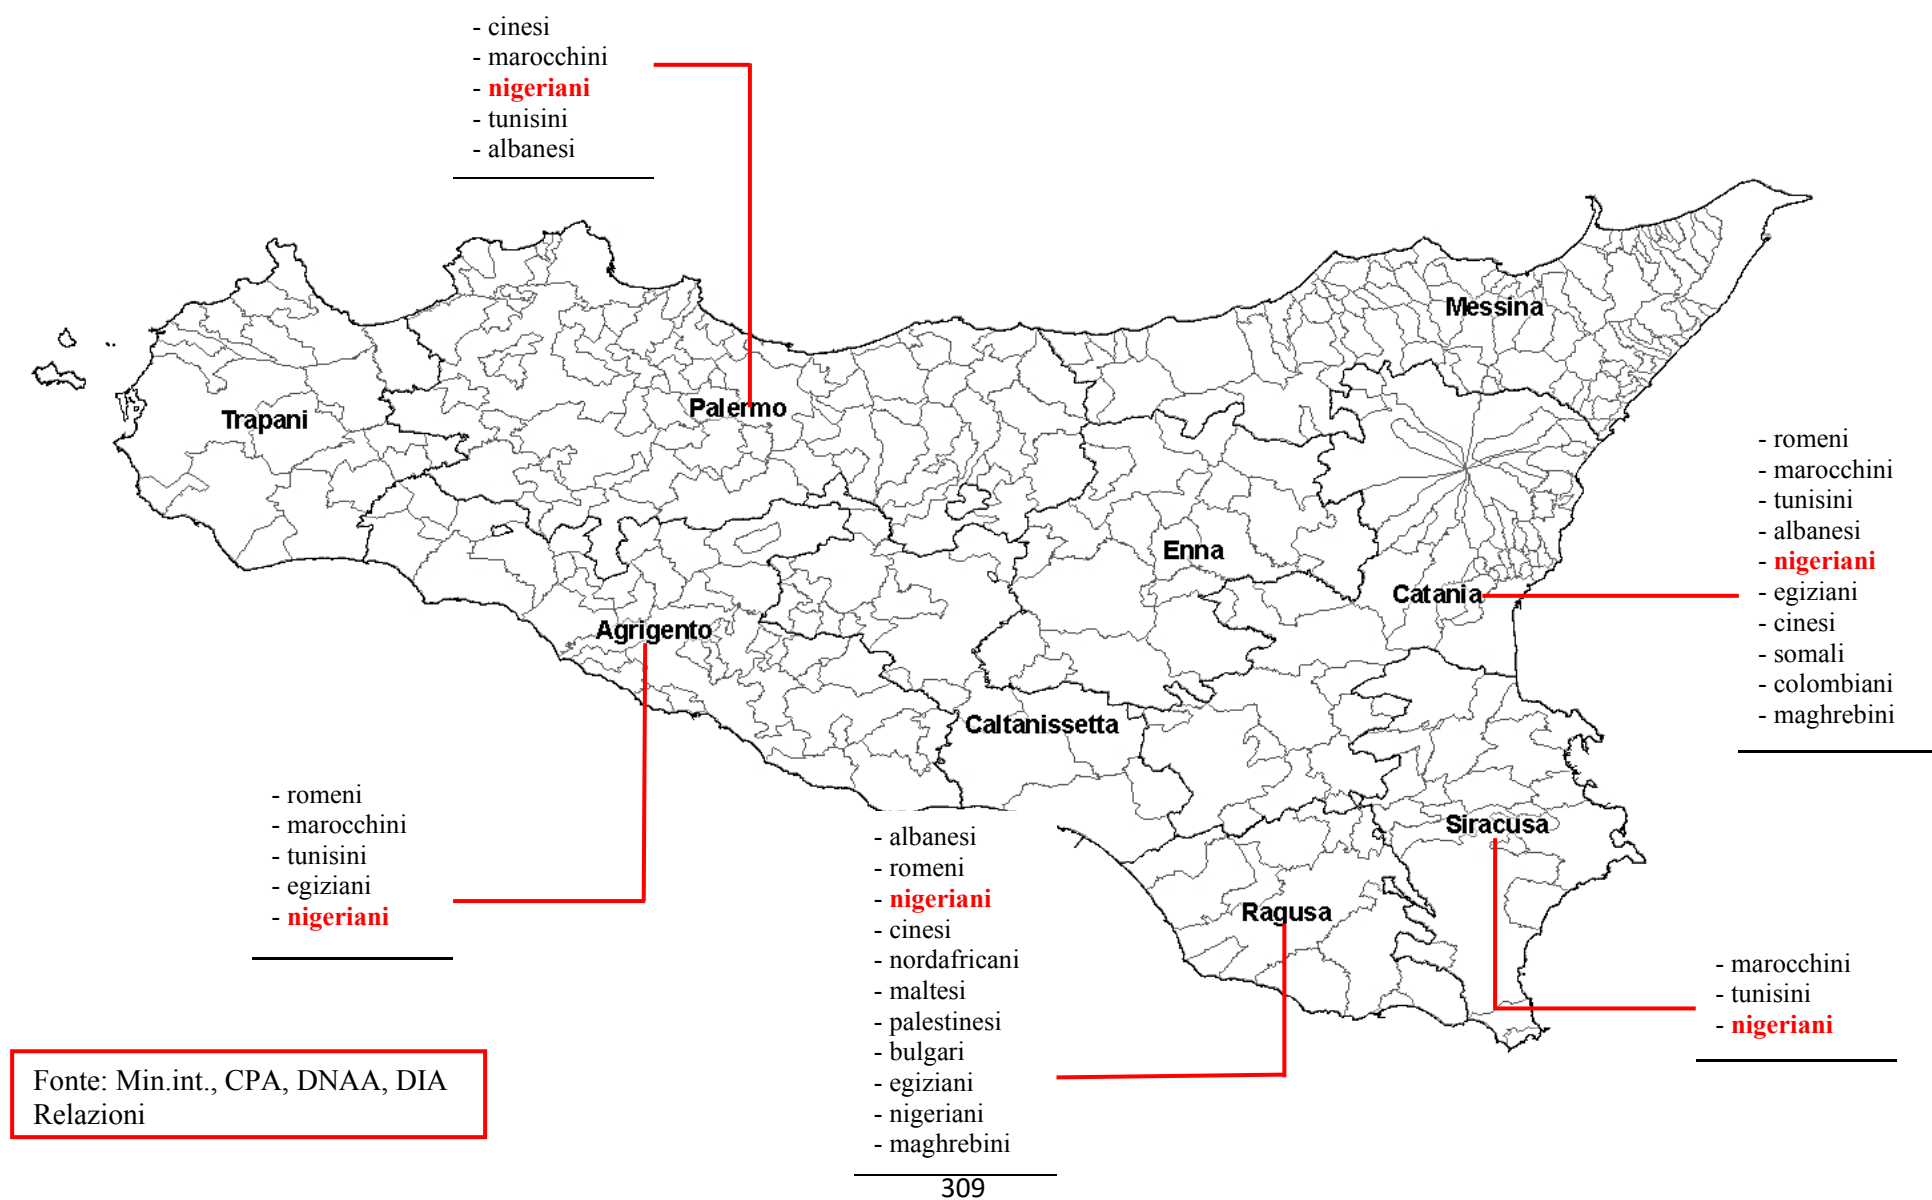 - cinesi
- marocchini
- nigeriani
- tunisini
- albanesi
Messina
Palermo
Trapani
- romeni
- marocchini
- tunisini
- albanesi
- nigeriani
- egiziani
- cinesi
- somali
- colombiani
- maghrebini
Enna
Catania
Agrigento
Caltanissetta
- romeni
- marocchini
- tunisini
- egiziani
- nigeriani
- albanesi
- romeni
- nigeriani
- cinesi
- nordafricani
- maltesi
- palestinesi
- bulgari
- egiziani
- nigeriani
- maghrebini
Siracusa
Ragusa
- marocchini
- tunisini
- nigeriani
Fonte: Min.int., CPA, DNAA, DIA
Relazioni
309